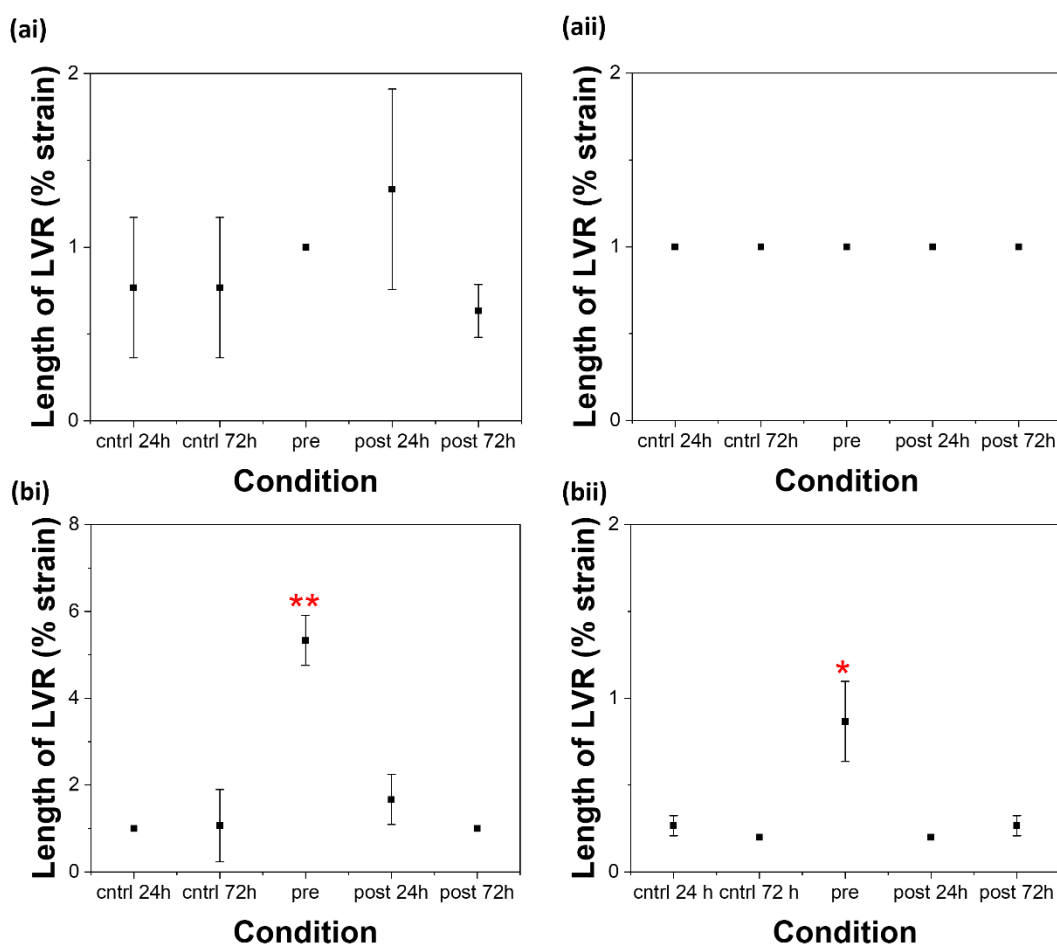 (ai)
Length of LVR (% strain)
2
1
0
cntrl 24h cntrl 72h pre post 24h post 72h
Condition
(aii)
Length of LVR (% strain)
2
1
0
cntrl 24h cntrl 72h pre post 24h post 72h
Condition
(bi)
Length of LVR (% strain)
8
6
4
2
0
**
cntrl 24h cntrl 72h pre post 24h post 72h
Condition
(bii)
Length of LVR (% strain)
2
1
0
*
cntrl 24 h cntrl 72 h pre post 24h post 72h
Condition